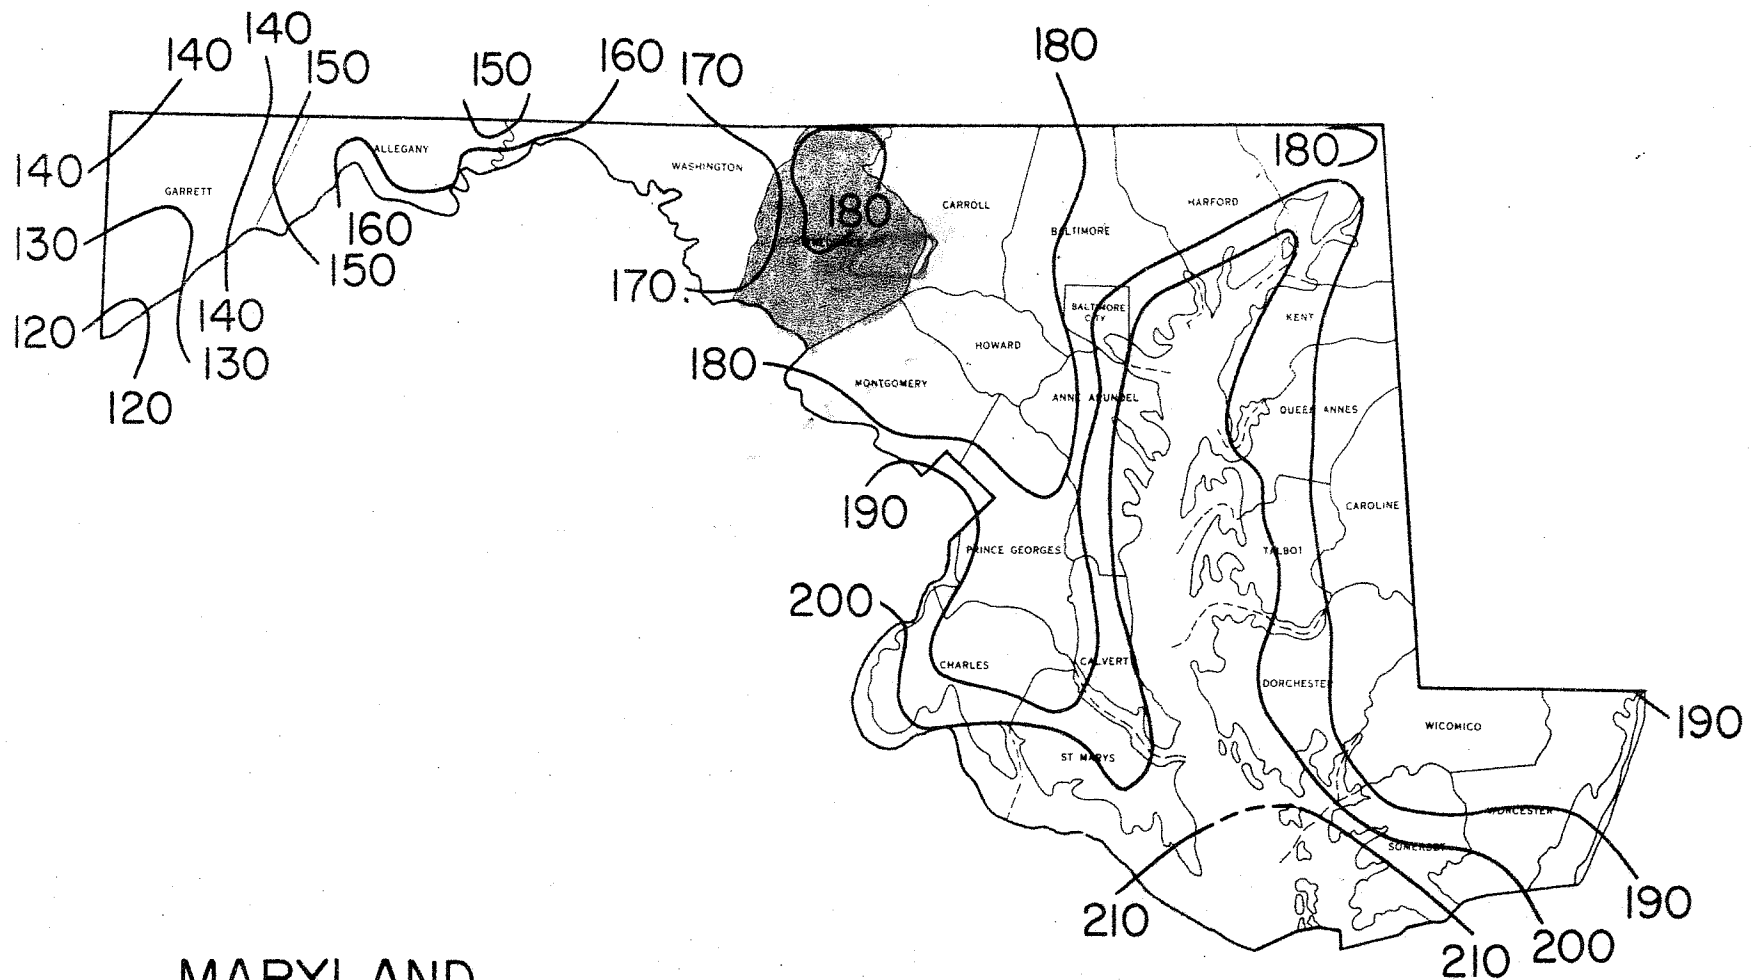 140
140
150
150
160
170
180
140
130
120
120
130
140
150
160
150
170
180
180
180
190
200
190
190
200
210
210
GARRETT
ALLEGANY
WASHINGTON
CARROLL
BALTIMORE
HARFORD
BALTIMORE
CITY
KENT
HOWARD
MONTGOMERY
ANNE ARUNDEL
QUEEN ANNES
CAROLINE
PRINCE GEORGES
TALBOT
CHARLES
CALVERT
DORCHESTER
WICOMICO
ST MARYS
WORCESTER
SOMERSET
MARYLAND